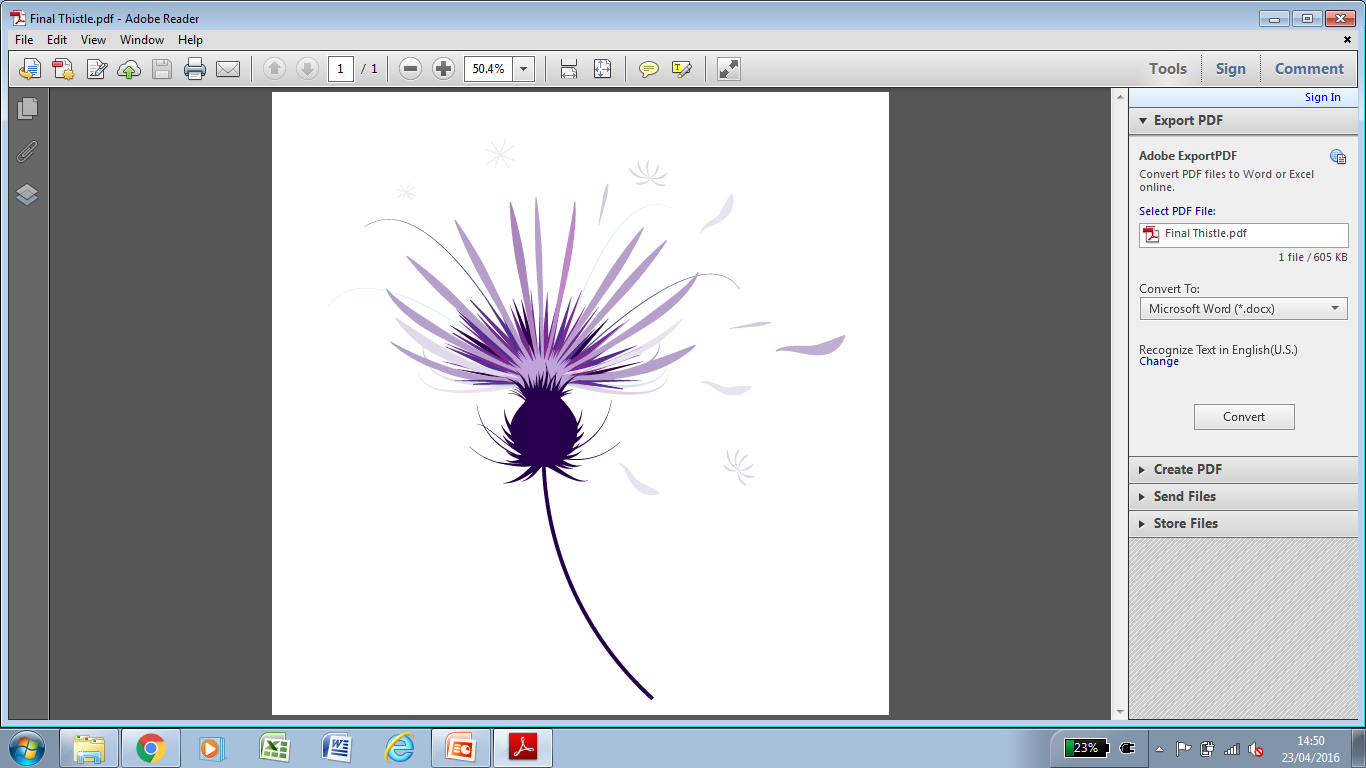 Final Thistle.pdf - Adobe Reader
File Edit View Window Help
1 / 1 50.4% Tools Sign Comment
Sign In
Export PDF
Adobe ExportPDF
Convert PDF files to Word or Excel
online.
Select PDF File:
Final Thistle.pdf
1 file / 605 KB
Convert To:
Microsoft Word (*.docx)
Recognize Text in English(U.S.)
Change
Convert
Create PDF
Send Files
Store Files
23%
14:50
23/04/2016